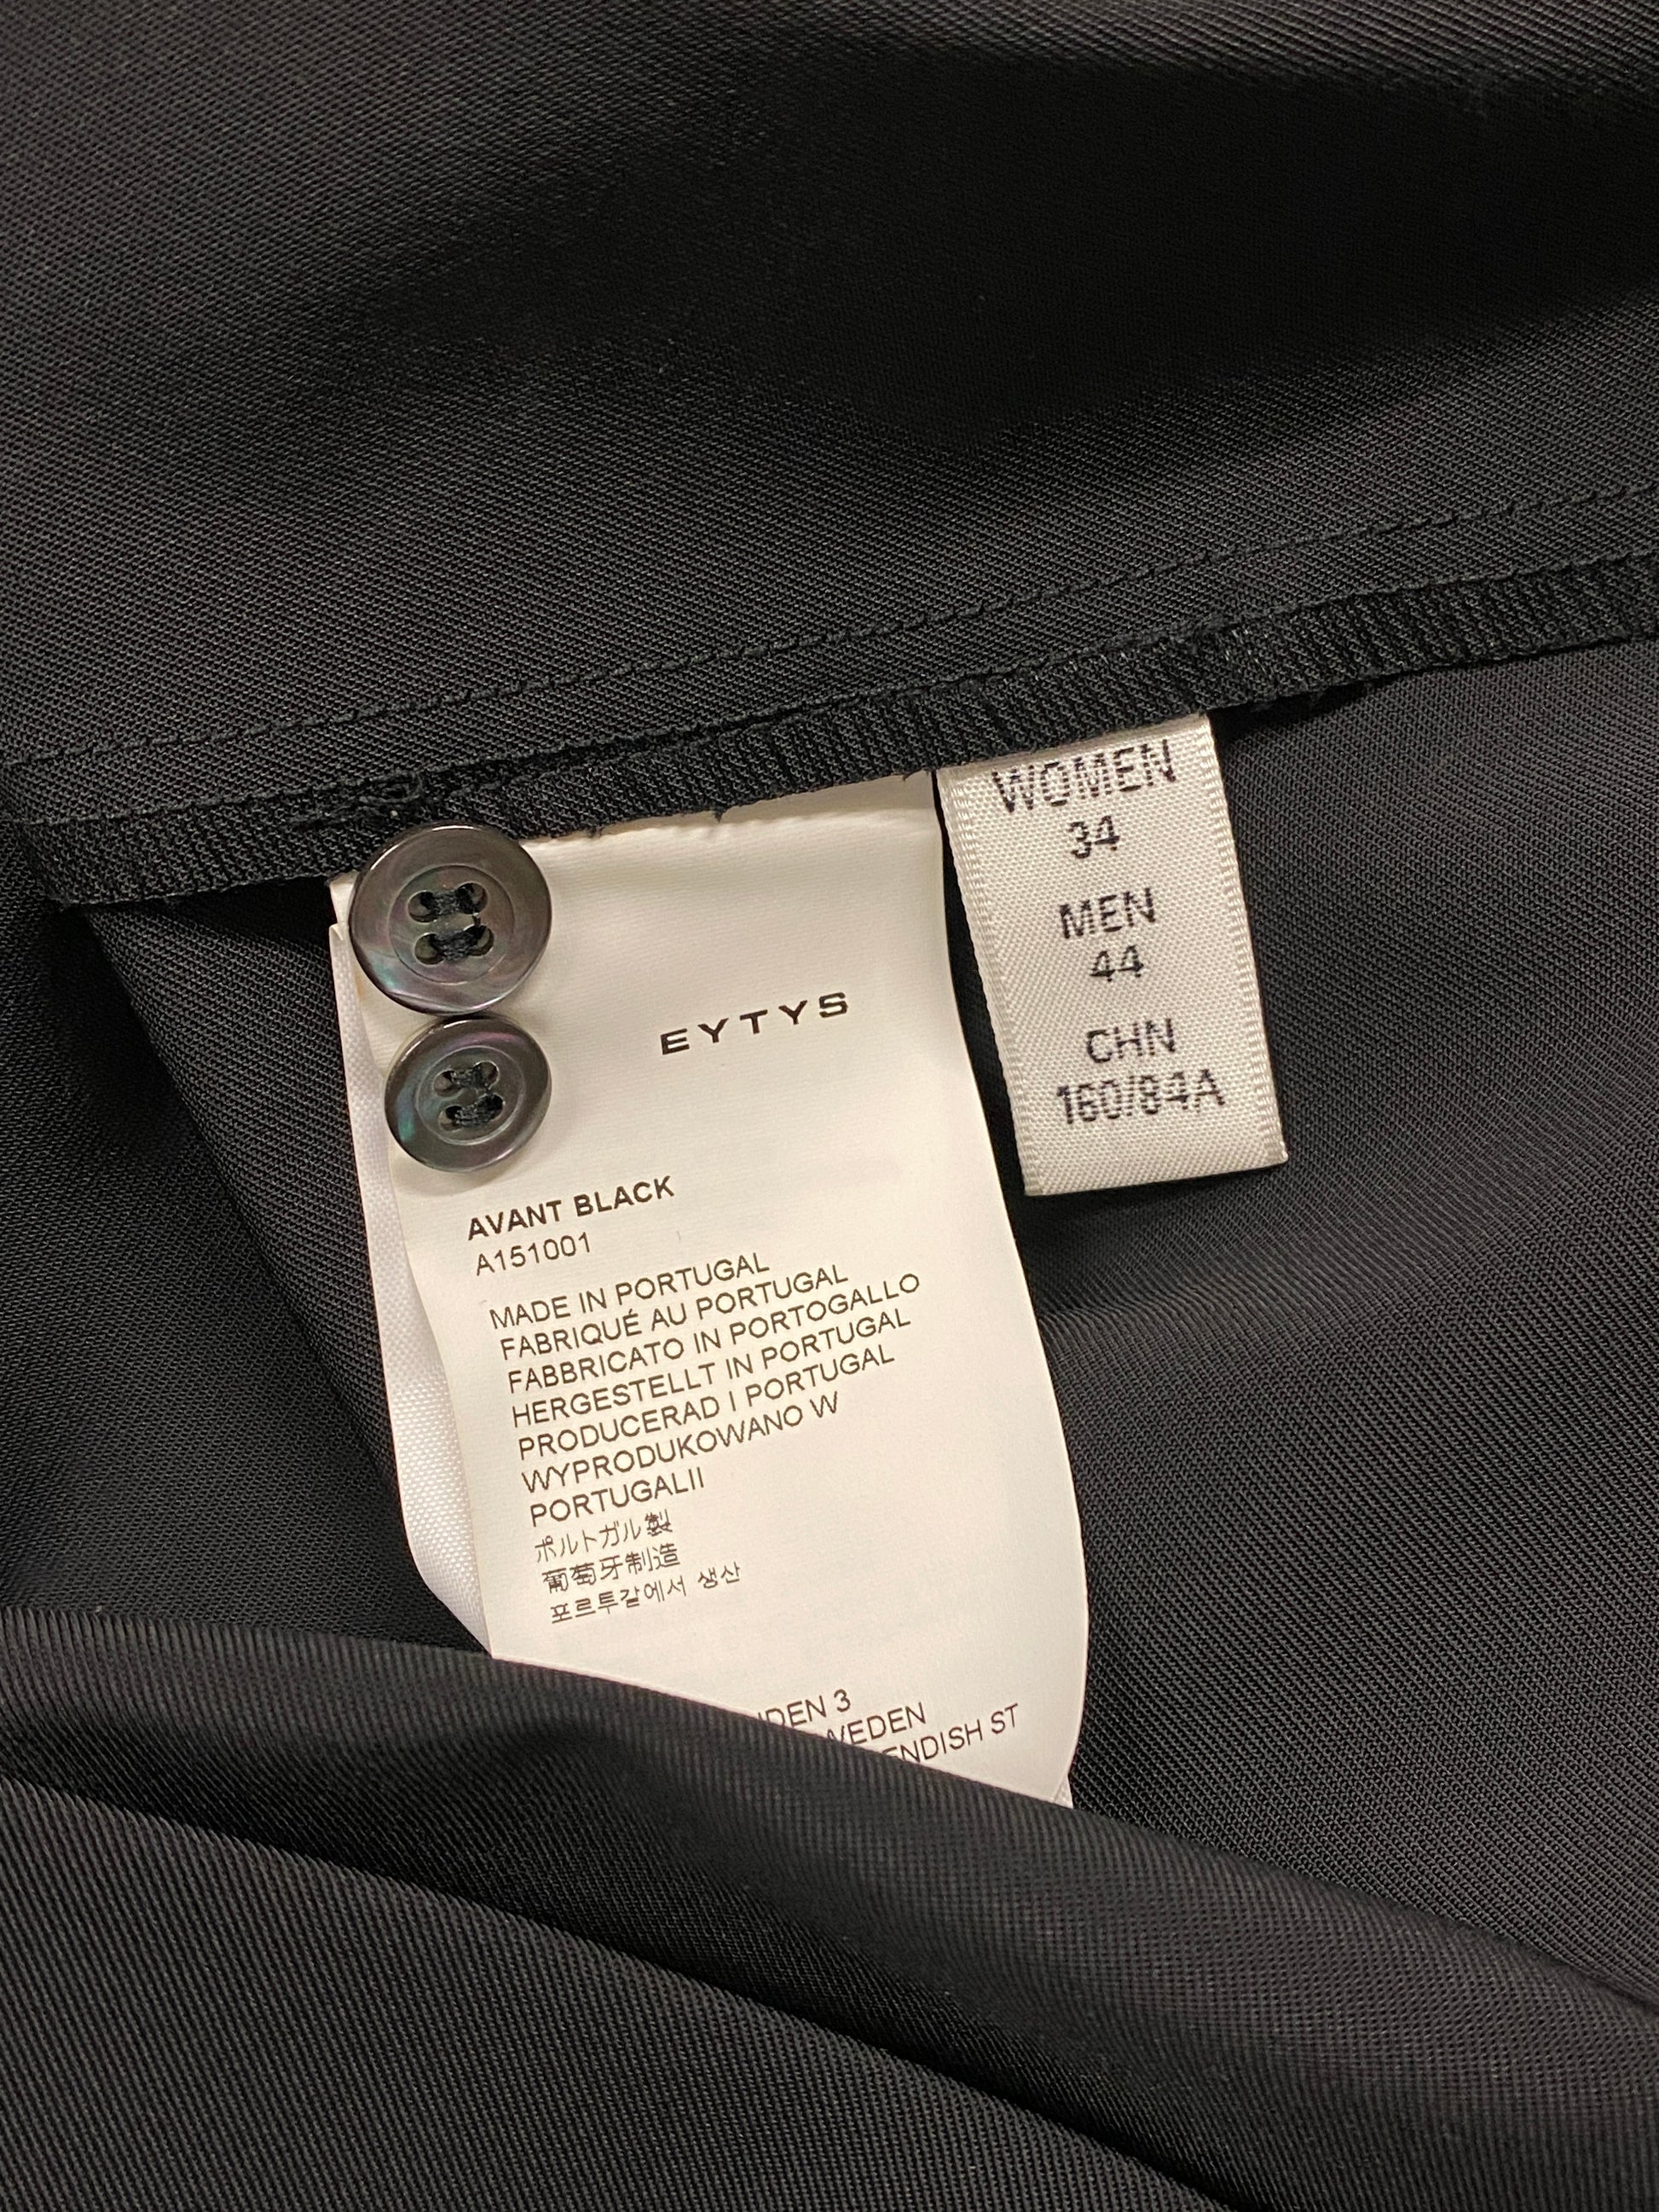 WOMEN
34
MEN
44
CHN
160/84A
EYTYS
AVANT BLACK
A151001
MADE IN PORTUGAL
FABRIQUÉ AU PORTUGAL
FABBRICATO IN PORTOGALLO
HERGESTELLT IN PORTUGAL
PRODUCERAD I PORTUGAL
WYPRODUKOWANO W
PORTUGALII
ポルトガル製
葡萄牙制造
포르투갈에서 생산
3
ST